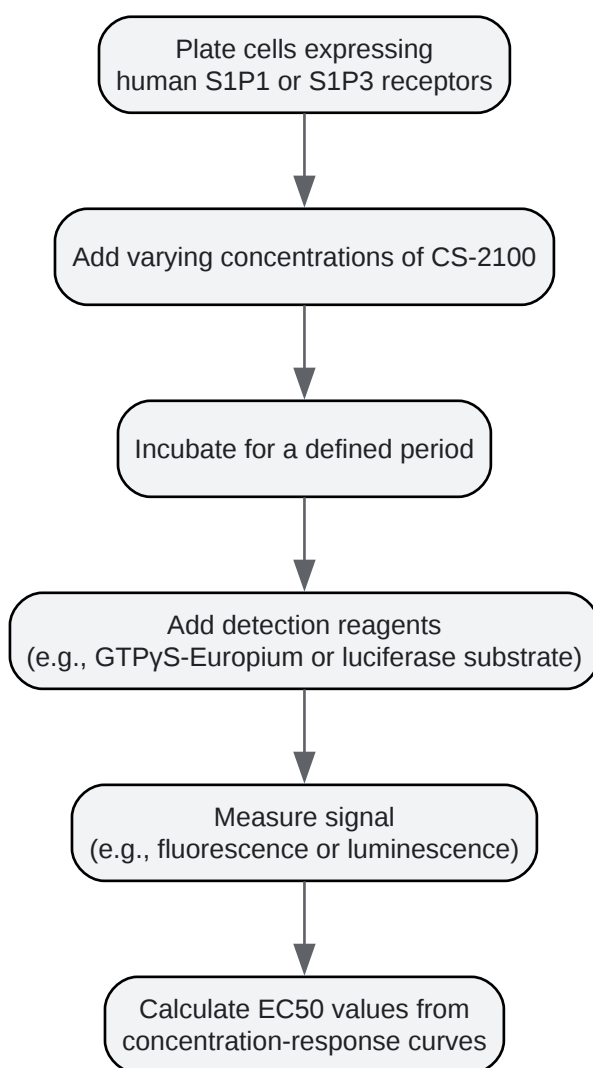 Plate cells expressing
human S1P1 or S1P3 receptors
Add varying concentrations of CS-2100
Incubate for a defined period
Add detection reagents
(e.g., GTPγS-Europium or luciferase substrate)
Measure signal
(e.g., fluorescence or luminescence)
Calculate EC50 values from
concentration-response curves